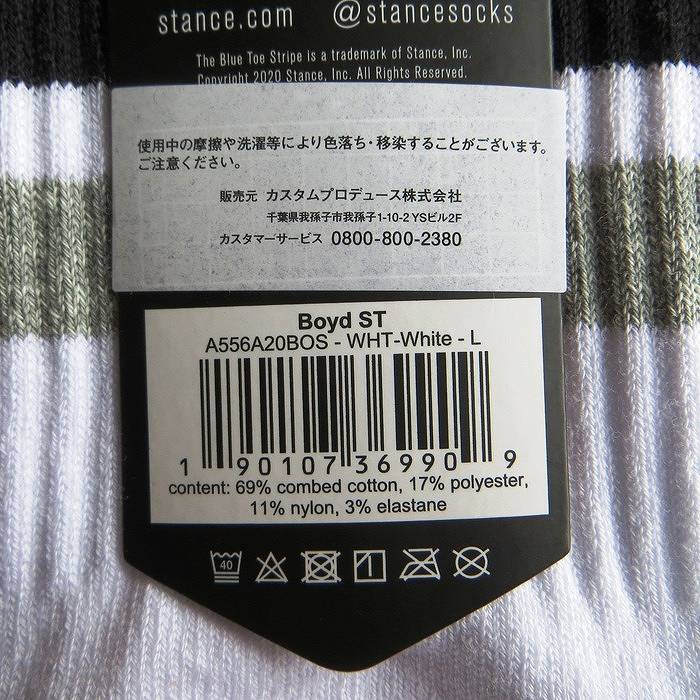 stance.com @stancesocks
The Blue Toe Stripe is a trademark of Stance, Inc.
Copyright 2020 Stance, Inc. All Rights Reserved.
使用中の摩擦や洗濯等により色落ち・移染することがございます。
ご注意ください。
販売元 カスタムプロデュース株式会社
千葉県我孫子市我孫子1-10-2 YSビル2F
カスタマーサービス 0800-800-2380
Boyd ST
A556A20BOS - WHT-White - L
1 90107 36990 9
content: 69% combed cotton, 17% polyester,
11% nylon, 3% elastane
40